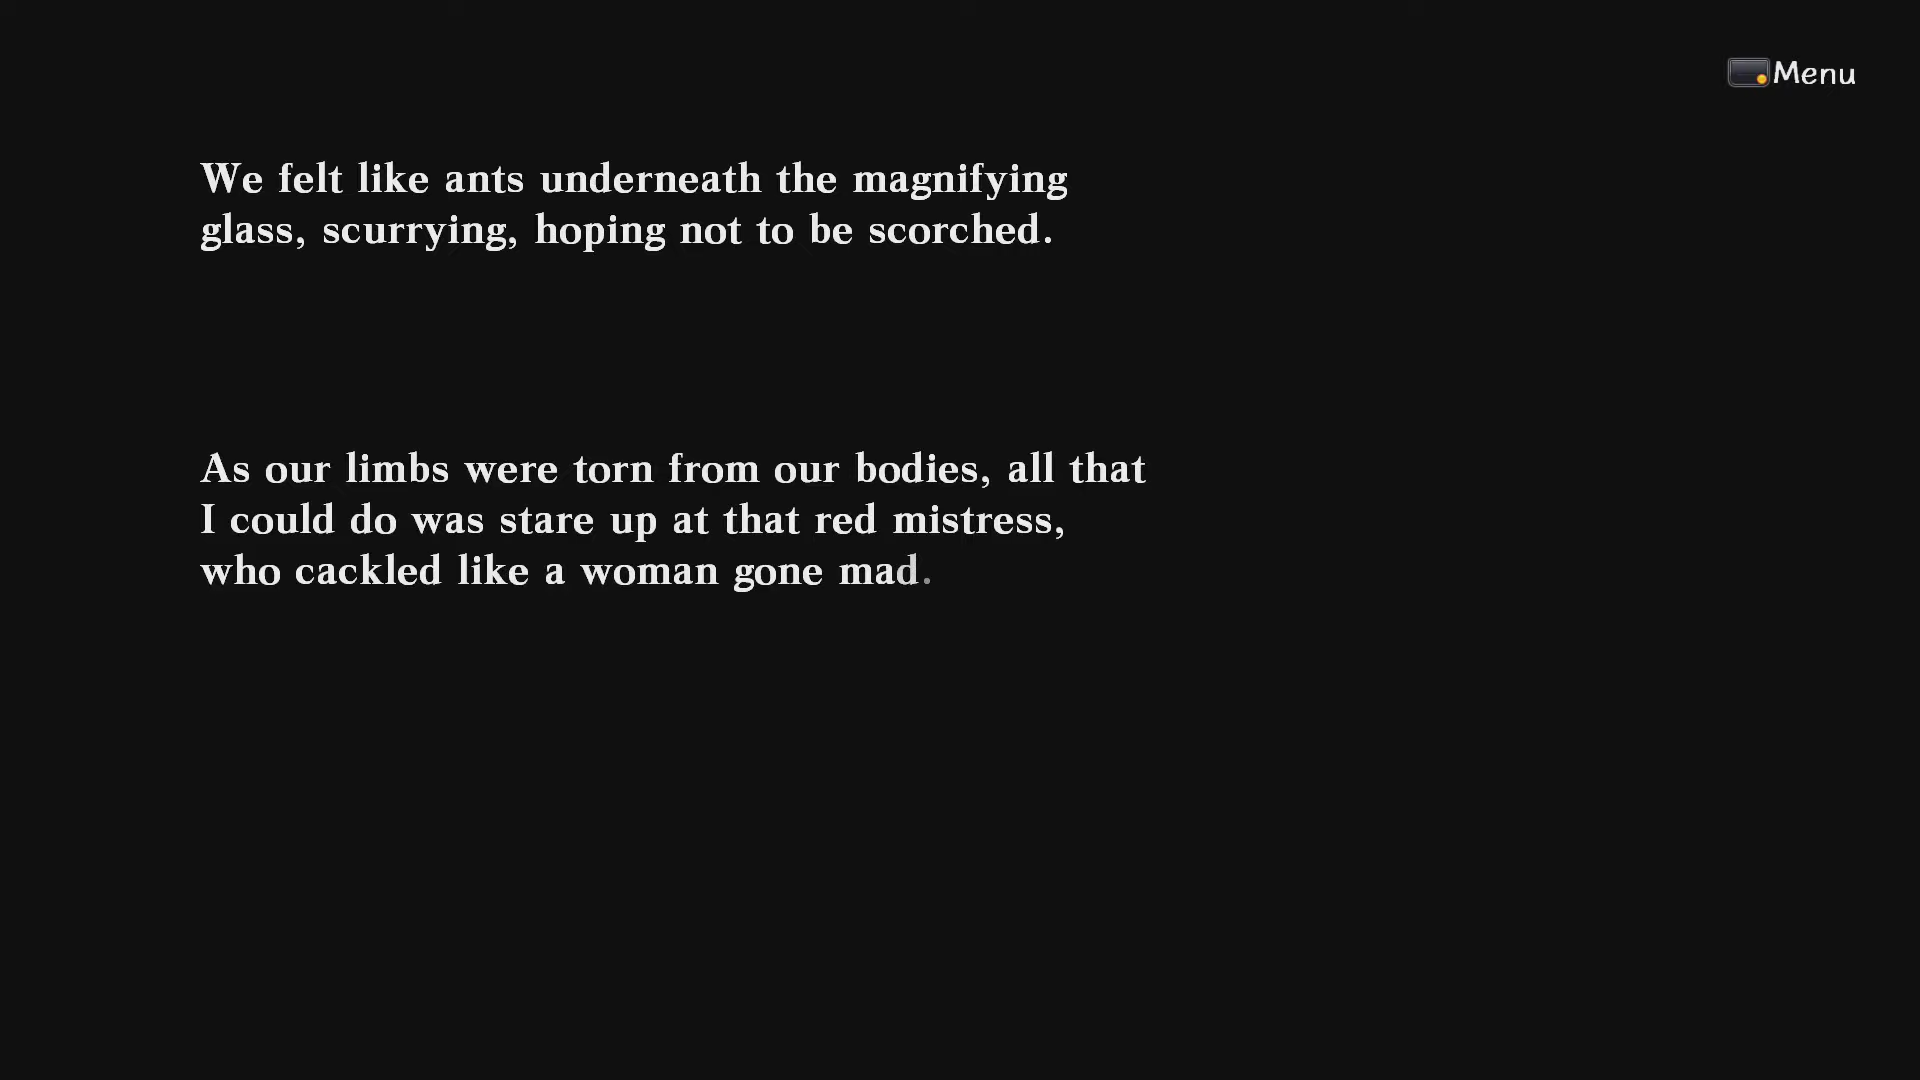 Menu
We felt like ants underneath the magnifying
glass, scurrying, hoping not to be scorched.
As our limbs were torn from our bodies, all that
I could do was stare up at that red mistress,
who cackled like a woman gone mad.